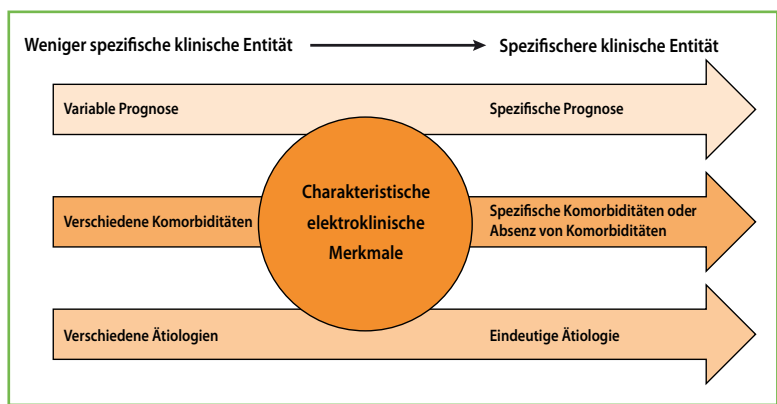 Weniger spezifische klinische Entität
Spezifischere klinische Entität
Variable Prognose
Spezifische Prognose
Charakteristische
elektroklinische
Merkmale
Verschiedene Komorbiditäten
Spezifische Komorbiditäten oder
Absenz von Komorbiditäten
Verschiedene Ätiologien
Eindeutige Ätiologie